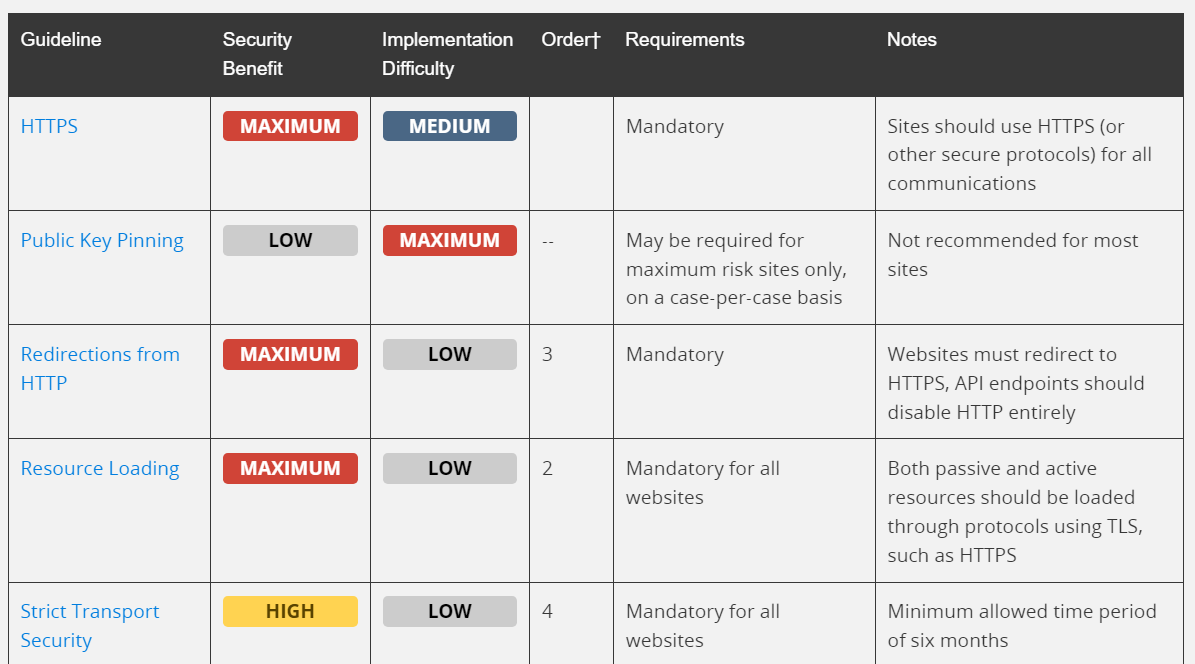 Guideline
Security
Benefit
Implementation
Difficulty
Order†
Requirements
Notes
HTTPS
MAXIMUM
MEDIUM
Mandatory
Sites should use HTTPS (or
other secure protocols) for all
communications
Public Key Pinning
LOW
MAXIMUM
--
May be required for
maximum risk sites only,
on a case-per-case basis
Not recommended for most
sites
Redirections from
HTTP
MAXIMUM
LOW
3
Mandatory
Websites must redirect to
HTTPS, API endpoints should
disable HTTP entirely
Resource Loading
MAXIMUM
LOW
2
Mandatory for all
websites
Both passive and active
resources should be loaded
through protocols using TLS,
such as HTTPS
Strict Transport
Security
HIGH
LOW
4
Mandatory for all
websites
Minimum allowed time period
of six months